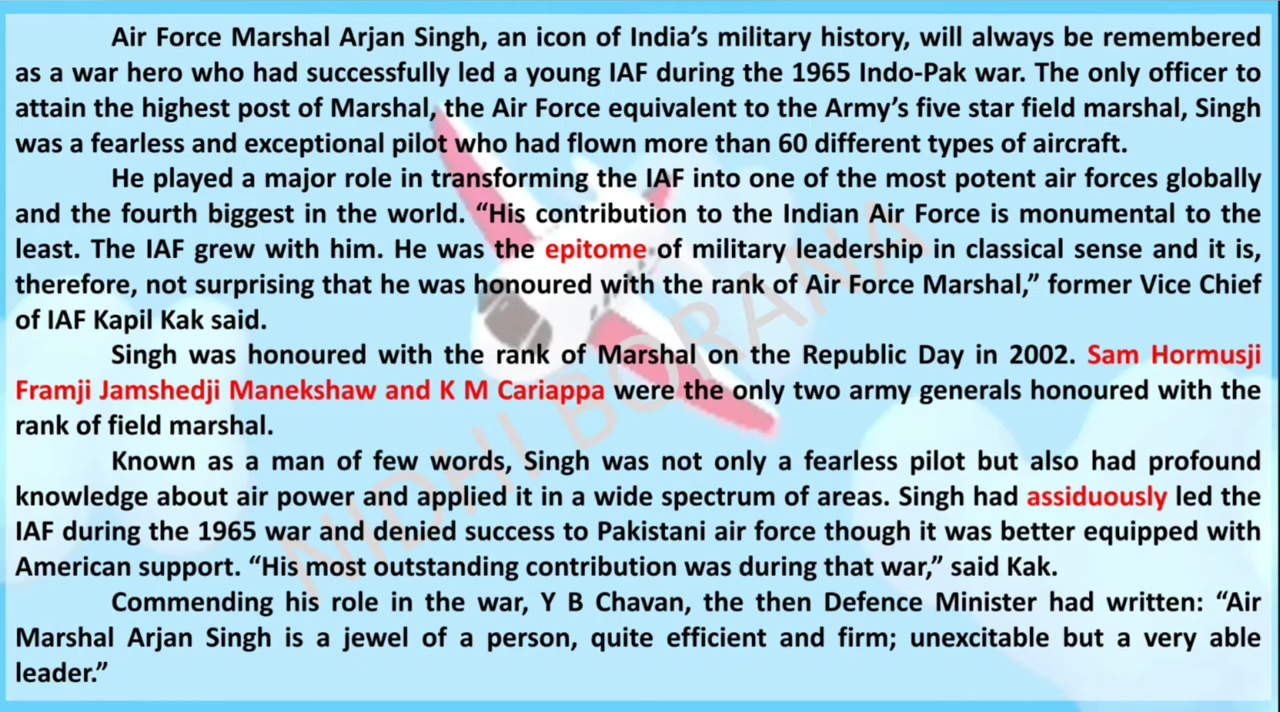 Air Force Marshal Arjan Singh, an icon of India’s military history, will always be remembered
as a war hero who had successfully led a young IAF during the 1965 Indo-Pak war. The only officer to
attain the highest post of Marshal, the Air Force equivalent to the Army’s five star field marshal, Singh
was a fearless and exceptional pilot who had flown more than 60 different types of aircraft.
He played a major role in transforming the IAF into one of the most potent air forces globally
and the fourth biggest in the world. “His contribution to the Indian Air Force is monumental to the
least. The IAF grew with him. He was the epitome of military leadership in classical sense and it is,
therefore, not surprising that he was honoured with the rank of Air Force Marshal,” former Vice Chief
of IAF Kapil Kak said.
Singh was honoured with the rank of Marshal on the Republic Day in 2002. Sam Hormusji
Framji Jamshedji Manekshaw and K M Cariappa were the only two army generals honoured with the
rank of field marshal.
Known as a man of few words, Singh was not only a fearless pilot but also had profound
knowledge about air power and applied it in a wide spectrum of areas. Singh had assiduously led the
IAF during the 1965 war and denied success to Pakistani air force though it was better equipped with
American support. “His most outstanding contribution was during that war,” said Kak.
Commending his role in the war, Y B Chavan, the then Defence Minister had written: “Air
Marshal Arjan Singh is a jewel of a person, quite efficient and firm; unexcitable but a very able
leader.”
NIDHI BORANA